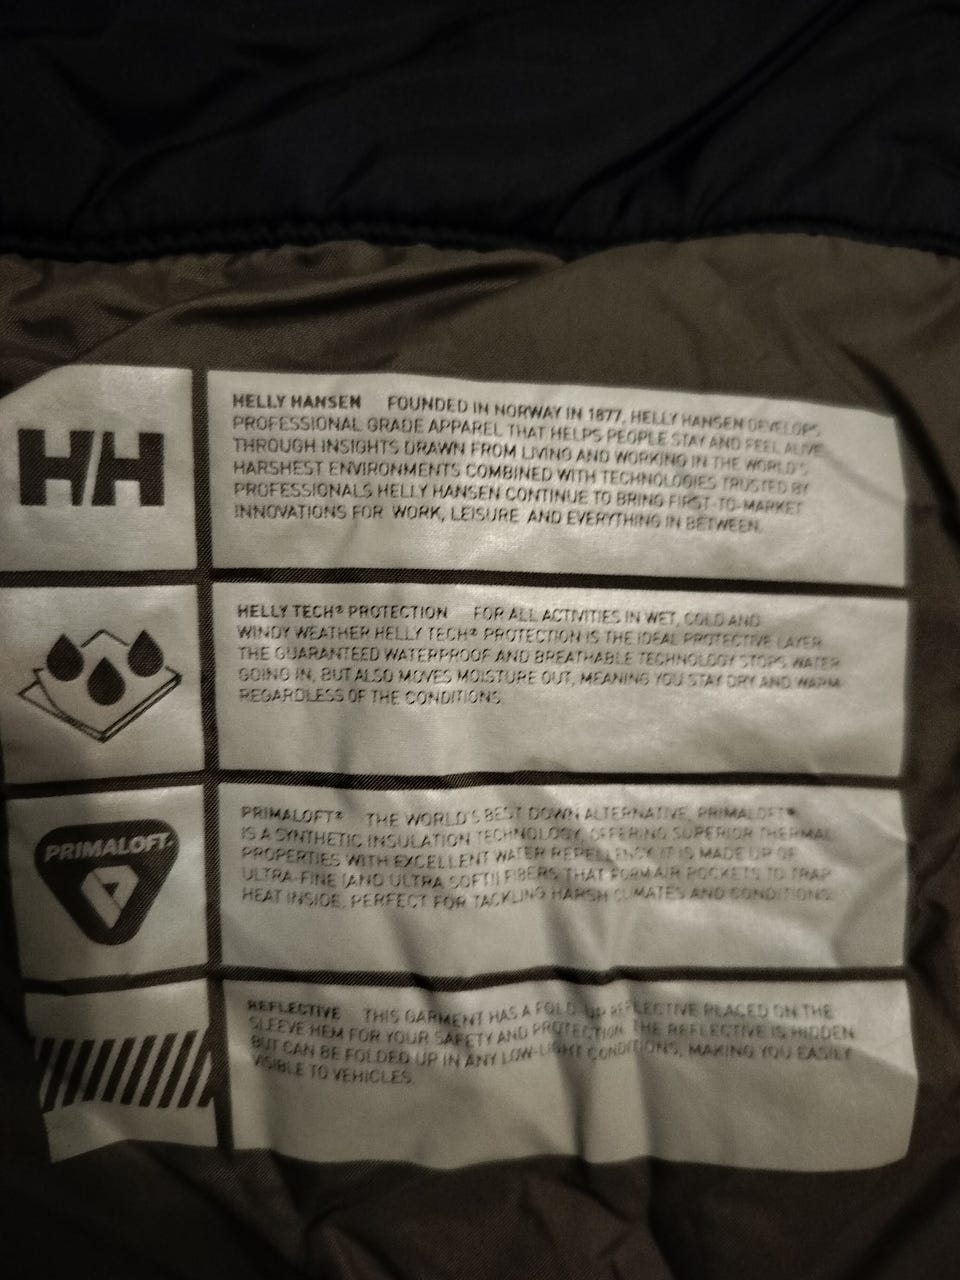 HELLY HANSEN FOUNDED IN NORWAY IN 1877, HELLY HANSEN DEVELOPS
PROFESSIONAL GRADE APPAREL THAT HELPS PEOPLE STAY AND FEEL ALIVE.
HH THROUGH INSIGHTS DRAWN FROM LIVING AND WORKING IN THE WORLD'S
HARSHEST ENVIRONMENTS COMBINED WITH TECHNOLOGIES TRUSTED BY
PROFESSIONALS HELLY HANSEN CONTINUE TO BRING FIRST-TO-MARKET
INNOVATIONS FOR WORK, LEISURE AND EVERYTHING IN BETWEEN.
HELLY TECH® PROTECTION FOR ALL ACTIVITIES IN WET, COLD AND
WINDY WEATHER HELLY TECH® PROTECTION IS THE IDEAL PROTECTIVE LAYER.
THE GUARANTEED WATERPROOF AND BREATHABLE TECHNOLOGY STOPS WATER
GOING IN, BUT ALSO MOVES MOISTURE OUT, MEANING YOU STAY DRY AND WARM
REGARDLESS OF THE CONDITIONS.
PRIMALOFT
PRIMALOFT® THE WORLD'S BEST DOWN ALTERNATIVE, PRIMALOFT®
IS A SYNTHETIC INSULATION TECHNOLOGY, OFFERING SUPERIOR THERMAL
PROPERTIES WITH EXCELLENT WATER REPELLENCY. IT IS MADE UP OF
ULTRA-FINE (AND ULTRA SOFT!) FIBERS THAT FORM AIR POCKETS TO TRAP
HEAT INSIDE. PERFECT FOR TACKLING HARSH CLIMATES AND CONDITIONS.
REFLECTIVE THIS GARMENT HAS A FOLD-UP REFLECTIVE PLACED ON THE
SLEEVE HEM FOR YOUR SAFETY AND PROTECTION. THE REFLECTIVE IS HIDDEN
BUT CAN BE FOLDED UP IN ANY LOW-LIGHT CONDITIONS, MAKING YOU EASILY
VISIBLE TO VEHICLES.